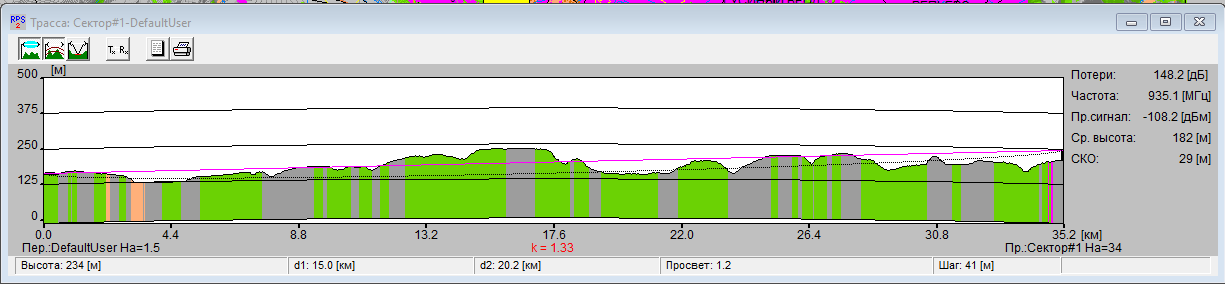 RPS
2
Трасса: Сектор#1-DefaultUser
Tx Rx
[м]
500
375
250
125
0.0
0.0 4.4 8.8 13.2 17.6 22.0 26.4 30.8 35.2 [км]
Пер.:DefaultUser Ha=1.5 k = 1.33 Пр.:Сектор#1 Ha=34
Потери: 148.2 [дБ]
Частота: 935.1 [МГц]
Пр.сигнал: -108.2 [дБм]
Ср. высота: 182 [м]
СКО: 29 [м]
Высота: 234 [м] d1: 15.0 [км] d2: 20.2 [км] Просвет: 1.2 Шаг: 41 [м]